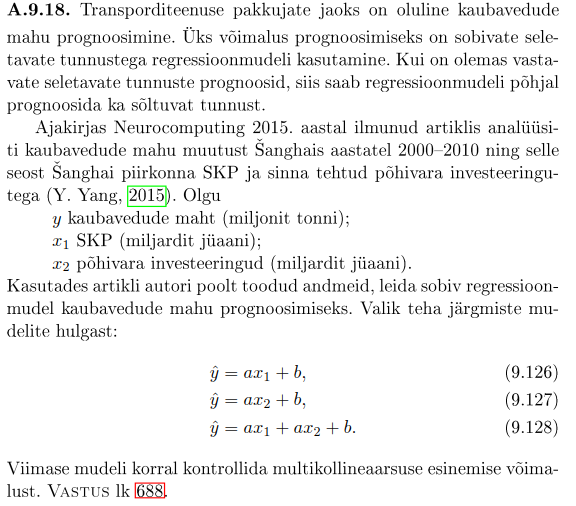 A.9.18. Transporditeenuse pakkujate jaoks on oluline kaubavedude
mahu prognoosimine. Üks võimalus prognoosimiseks on sobivate sele-
tavate tunnustega regressioonmudeli kasutamine. Kui on olemas vasta-
vate seletavate tunnuste prognoosid, siis saab regressioonmudeli põhjal
prognoosida ka sõltuvat tunnust.
Ajakirjas Neurocomputing 2015. aastal ilmunud artiklis analüüsi-
ti kaubavedude mahu muutust Šanghais aastatel 2000–2010 ning selle
seost Šanghai piirkonna SKP ja sinna tehtud põhivara investeeringu-
tega (Y. Yang, 2015). Olgu
y kaubavedude maht (miljonit tonni);
x₁ SKP (miljardit jüaani);
x₂ põhivara investeeringud (miljardit jüaani).
Kasutades artikli autori poolt toodud andmeid, leida sobiv regressioon-
mudel kaubavedude mahu prognoosimiseks. Valik teha järgmiste mu-
delite hulgast:
ŷ = ax₁ + b, (9.126)
ŷ = ax₂ + b, (9.127)
ŷ = ax₁ + ax₂ + b. (9.128)
Viimase mudeli korral kontrollida multikollineaarsuse esinemise võima-
lust. VASTUS lk 688.